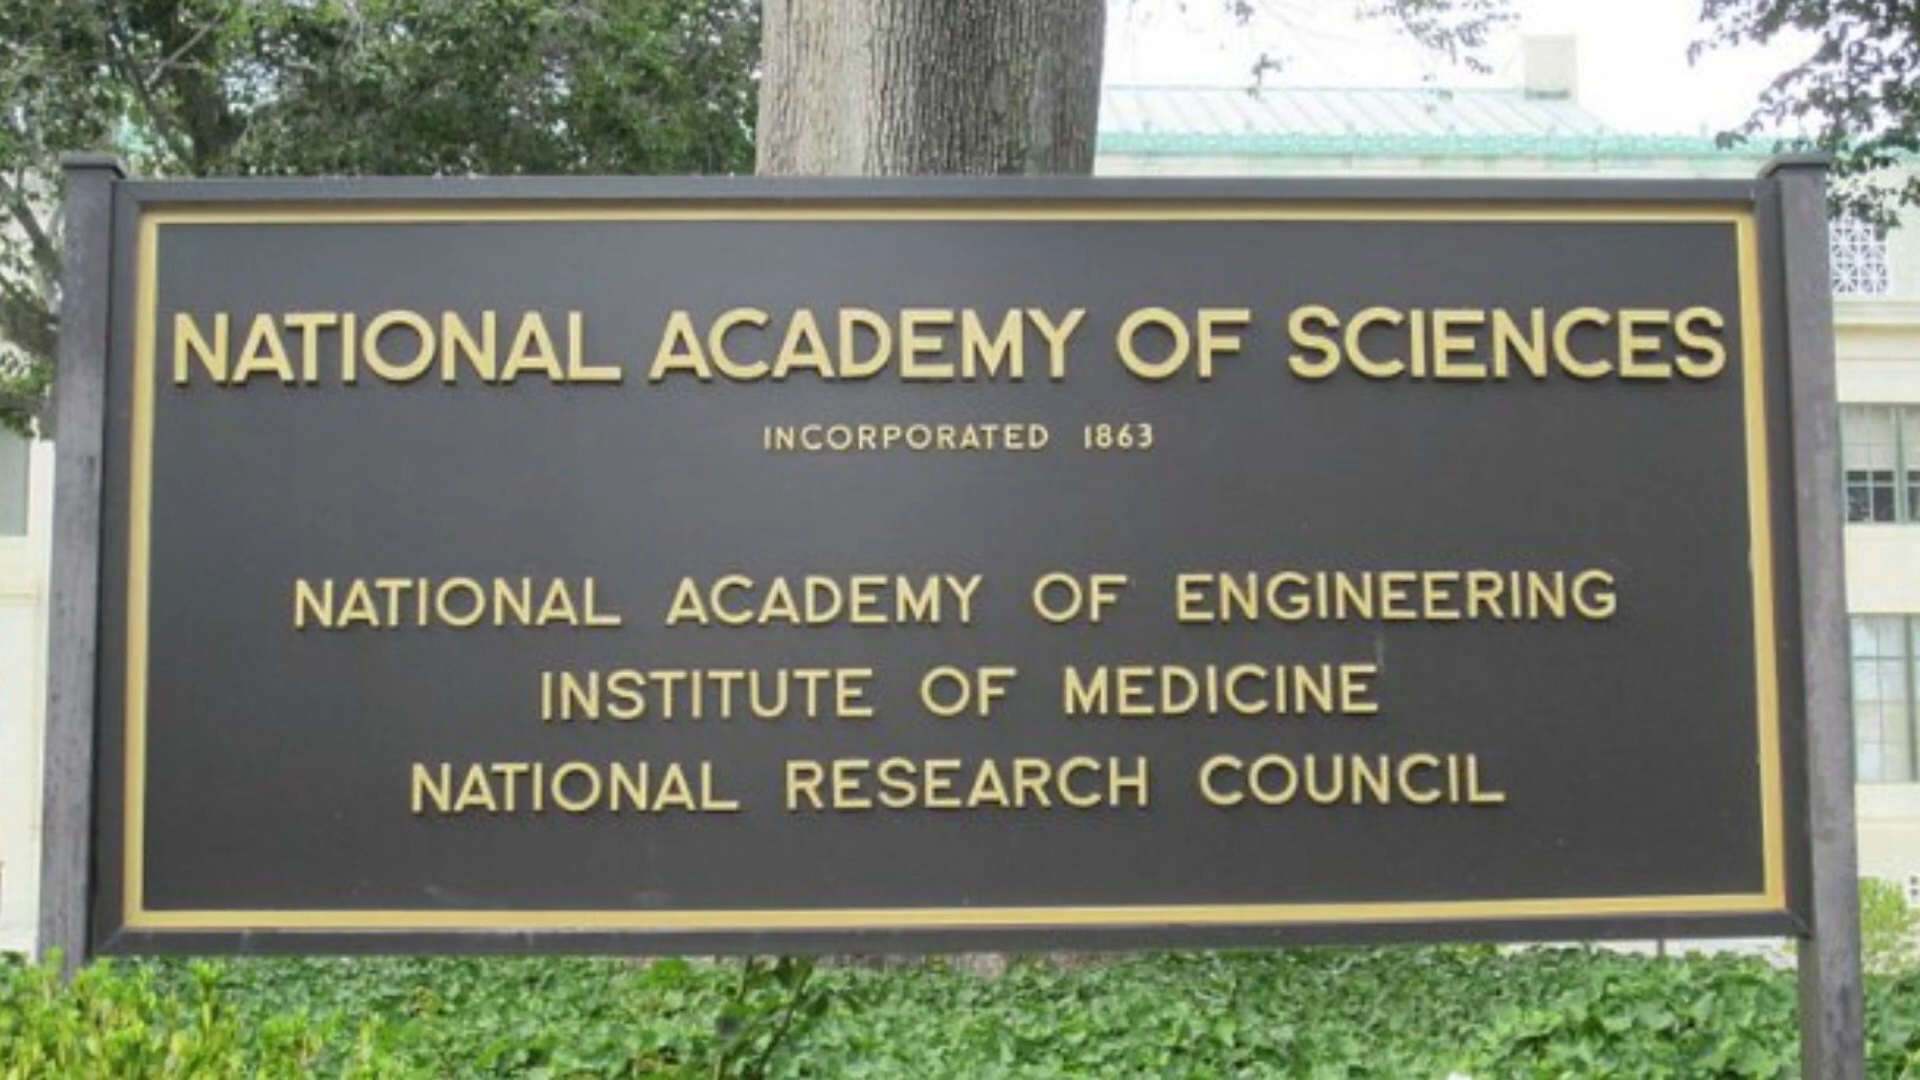 NATIONAL ACADEMY OF SCIENCES
INCORPORATED 1863
NATIONAL ACADEMY OF ENGINEERING
INSTITUTE OF MEDICINE
NATIONAL RESEARCH COUNCIL